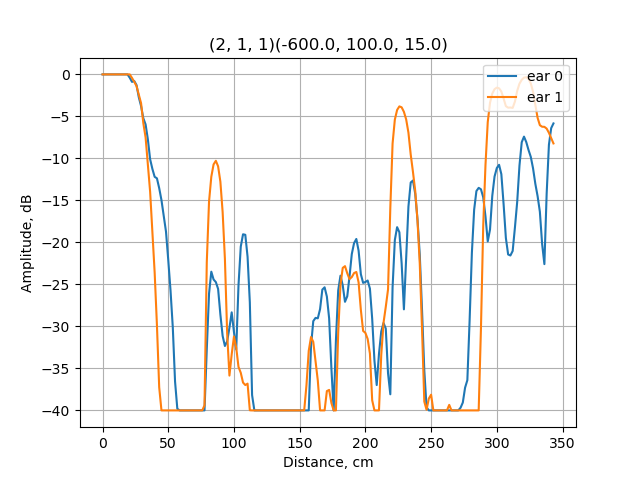 (2, 1, 1)(-600.0, 100.0, 15.0)
ear 0
ear 1
0
−5
−10
−15
−20
−25
−30
−35
−40
Amplitude, dB
0 50 100 150 200 250 300 350
Distance, cm